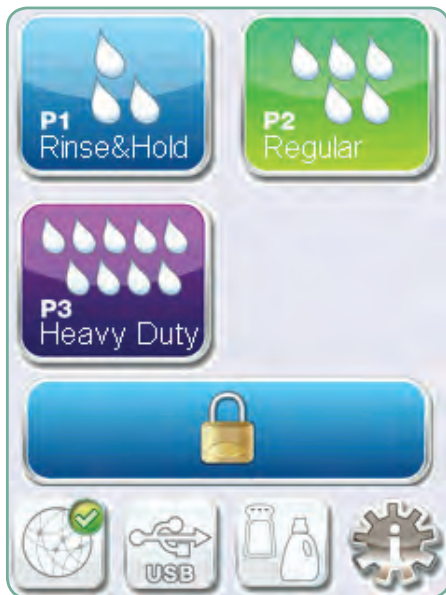 P1
Rinse&Hold
P2
Regular
P3
Heavy Duty
USB
i